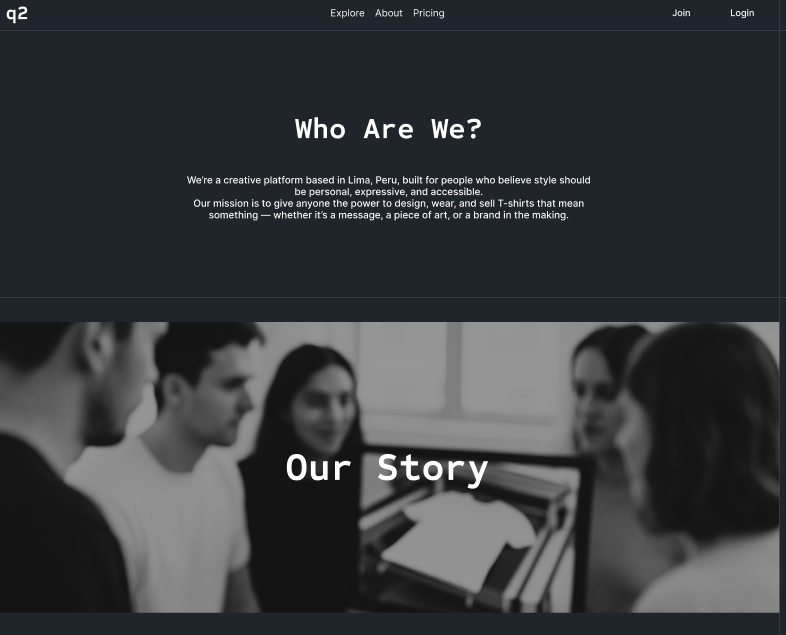 q2
Explore About Pricing
Join Login
Who Are We?
We're a creative platform based in Lima, Peru, built for people who believe style should
be personal, expressive, and accessible.
Our mission is to give anyone the power to design, wear, and sell T-shirts that mean
something — whether it's a message, a piece of art, or a brand in the making.
Our Story